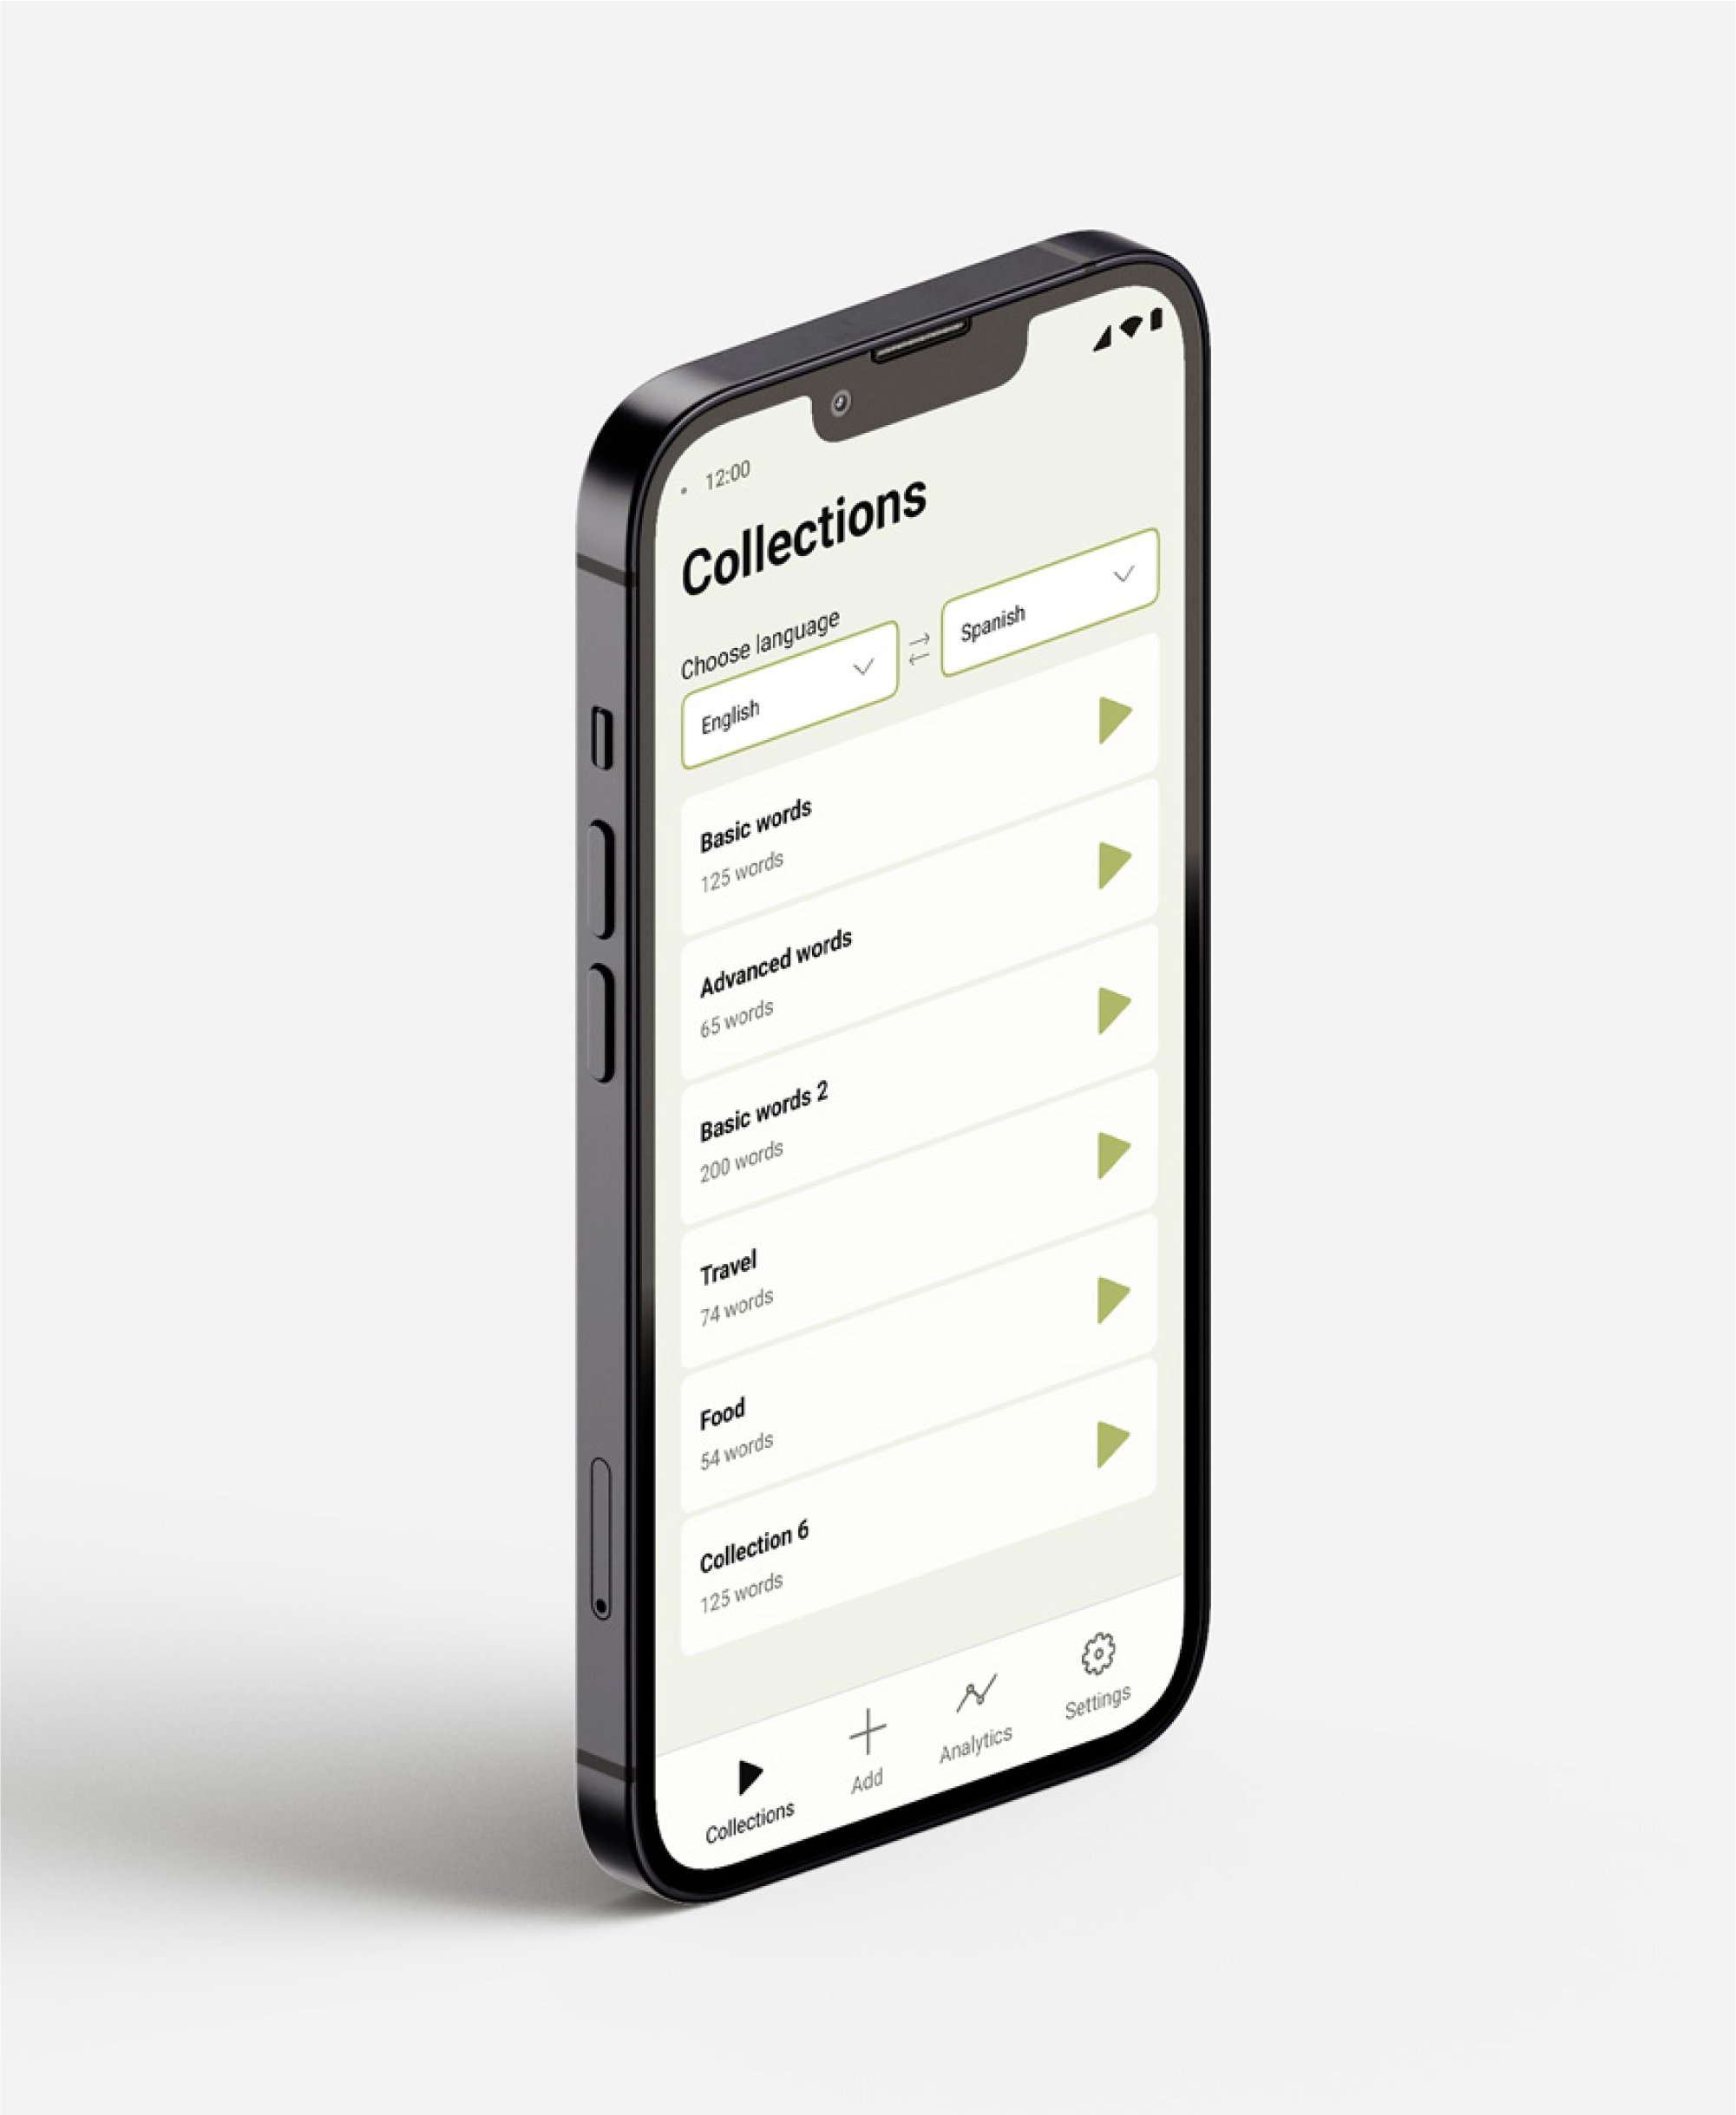 12:00
Collections
Choose language
English
Spanish
Basic words
125 words
Advanced words
65 words
Basic words 2
200 words
Travel
74 words
Food
54 words
Collection 6
125 words
Collections
Add
Analytics
Settings